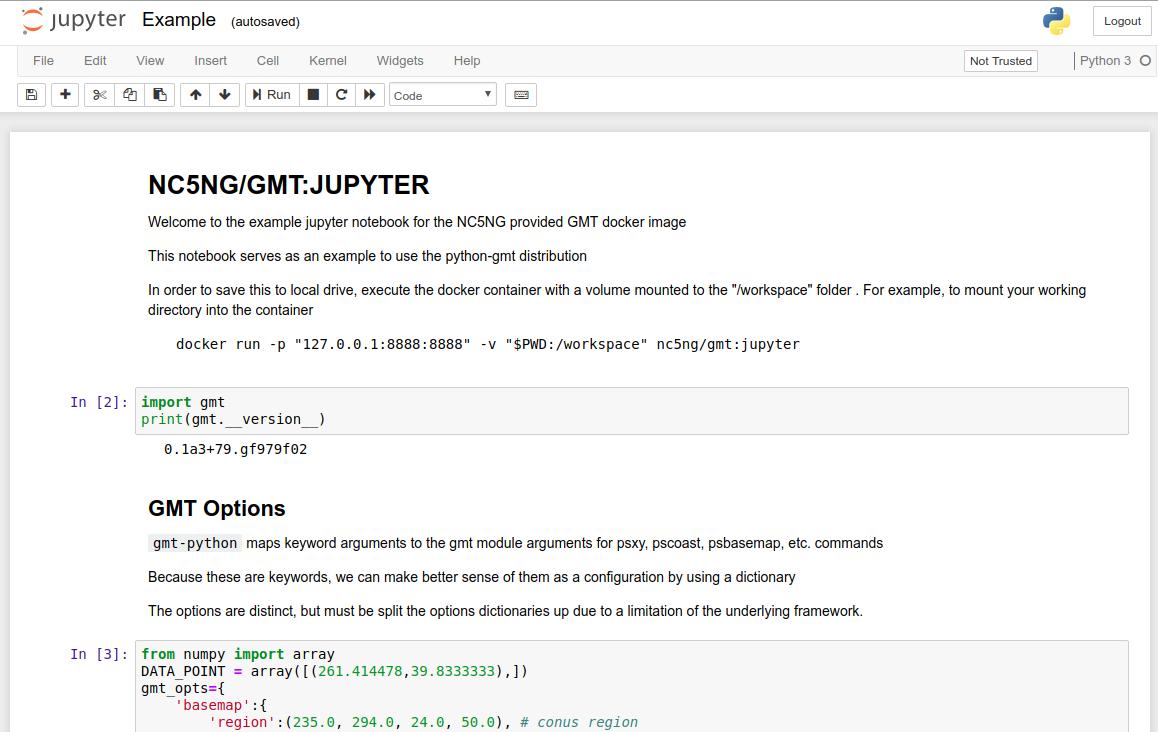 jupyter Example (autosaved) Logout
File Edit View Insert Cell Kernel Widgets Help Not Trusted Python 3
Run Code
NC5NG/GMT:JUPYTER
Welcome to the example jupyter notebook for the NC5NG provided GMT docker image
This notebook serves as an example to use the python-gmt distribution
In order to save this to local drive, execute the docker container with a volume mounted to the "/workspace" folder . For example, to mount your working
directory into the container
docker run -p "127.0.0.1:8888:8888" -v "$PWD:/workspace" nc5ng/gmt:jupyter
In [2]: import gmt
print(gmt.__version__)
0.1a3+79.gf979f02
GMT Options
gmt-python maps keyword arguments to the gmt module arguments for psxy, pscoast, psbasemap, etc. commands
Because these are keywords, we can make better sense of them as a configuration by using a dictionary
The options are distinct, but must be split the options dictionaries up due to a limitation of the underlying framework.
In [3]: from numpy import array
DATA_POINT = array([(261.414478,39.8333333),])
gmt_opts={
'basemap':{
'region':(235.0, 294.0, 24.0, 50.0), # conus region